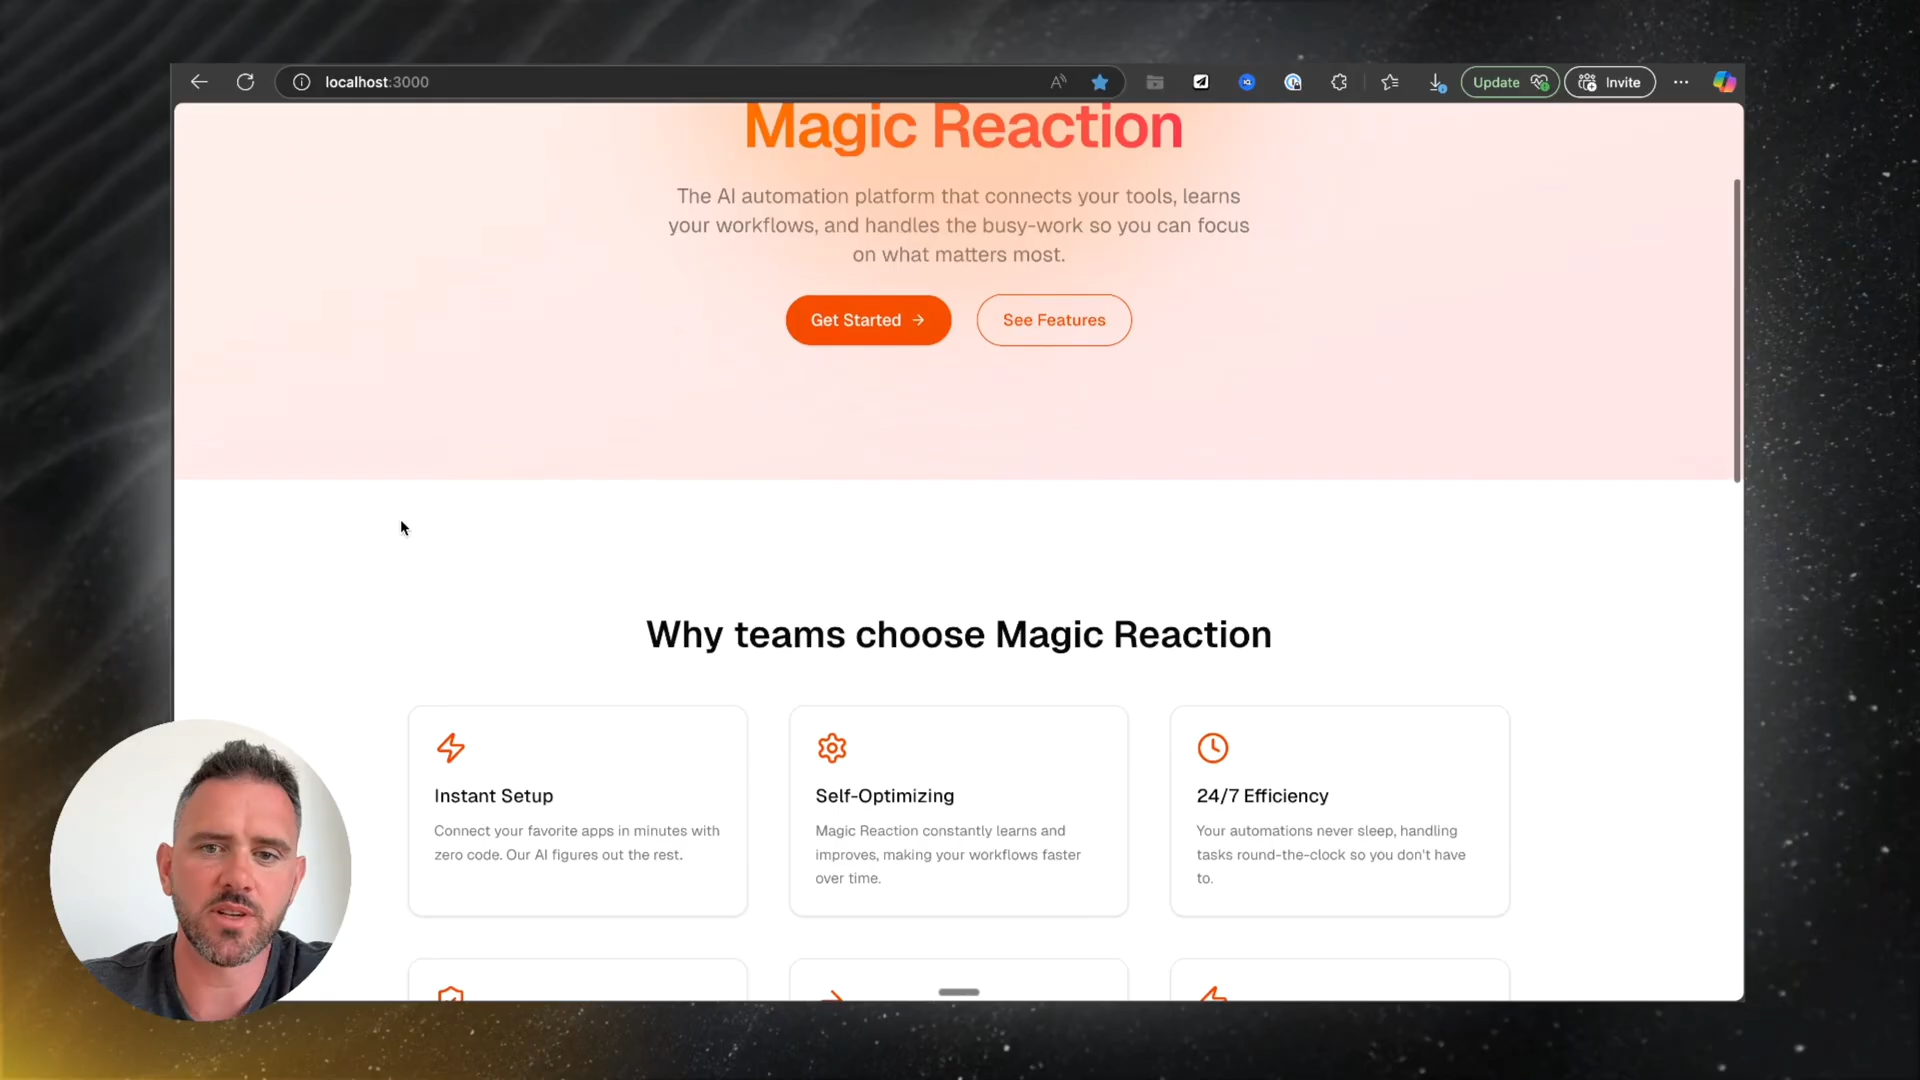 localhost:3000
Update
Invite
Magic Reaction
The AI automation platform that connects your tools, learns
your workflows, and handles the busy-work so you can focus
on what matters most.
Get Started →
See Features
Why teams choose Magic Reaction
Instant Setup
Connect your favorite apps in minutes with
zero code. Our AI figures out the rest.
Self-Optimizing
Magic Reaction constantly learns and
improves, making your workflows faster
over time.
24/7 Efficiency
Your automations never sleep, handling
tasks round-the-clock so you don't have
to.